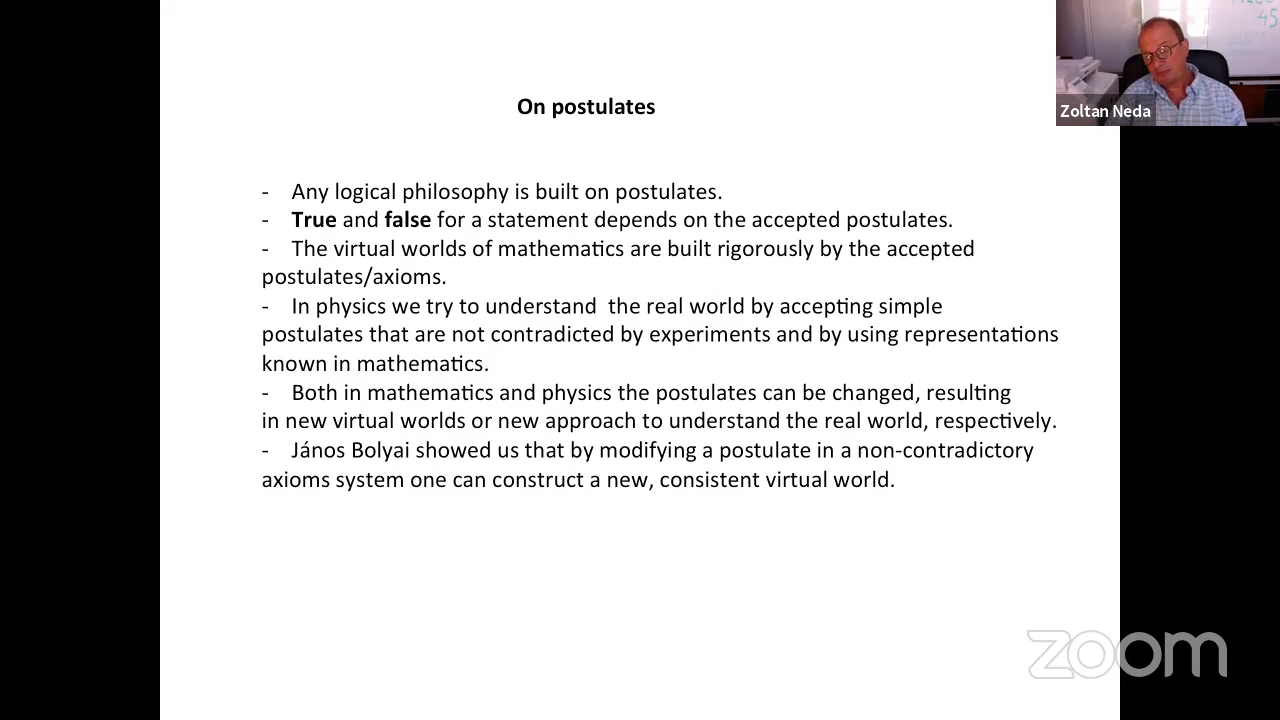 On postulates
Zoltan Neda
- Any logical philosophy is built on postulates.
- True and false for a statement depends on the accepted postulates.
- The virtual worlds of mathematics are built rigorously by the accepted
postulates/axioms.
- In physics we try to understand the real world by accepting simple
postulates that are not contradicted by experiments and by using representations
known in mathematics.
- Both in mathematics and physics the postulates can be changed, resulting
in new virtual worlds or new approach to understand the real world, respectively.
- János Bolyai showed us that by modifying a postulate in a non-contradictory
axioms system one can construct a new, consistent virtual world.
zoom
45